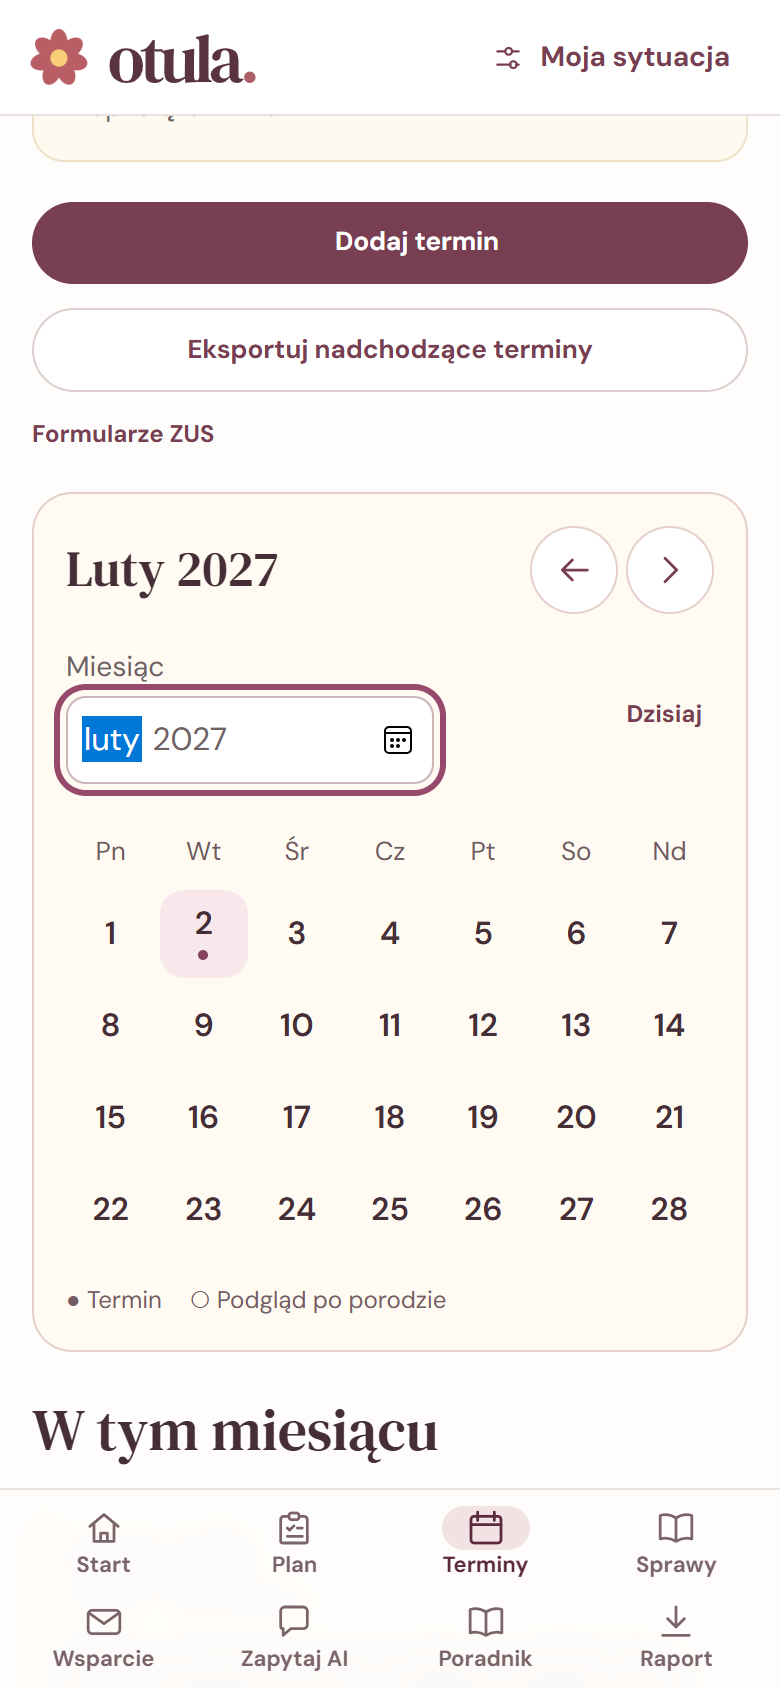 otula.
Moja sytuacja
Dodaj termin
Eksportuj nadchodzące terminy
Formularze ZUS
Luty 2027
Miesiąc
luty 2027
Dzisiaj
Pn Wt Śr Cz Pt So Nd
1 2 3 4 5 6 7
8 9 10 11 12 13 14
15 16 17 18 19 20 21
22 23 24 25 26 27 28
Termin Podgląd po porodzie
W tym miesiącu
Start Plan Terminy Sprawy
Wsparcie Zapytaj AI Poradnik Raport